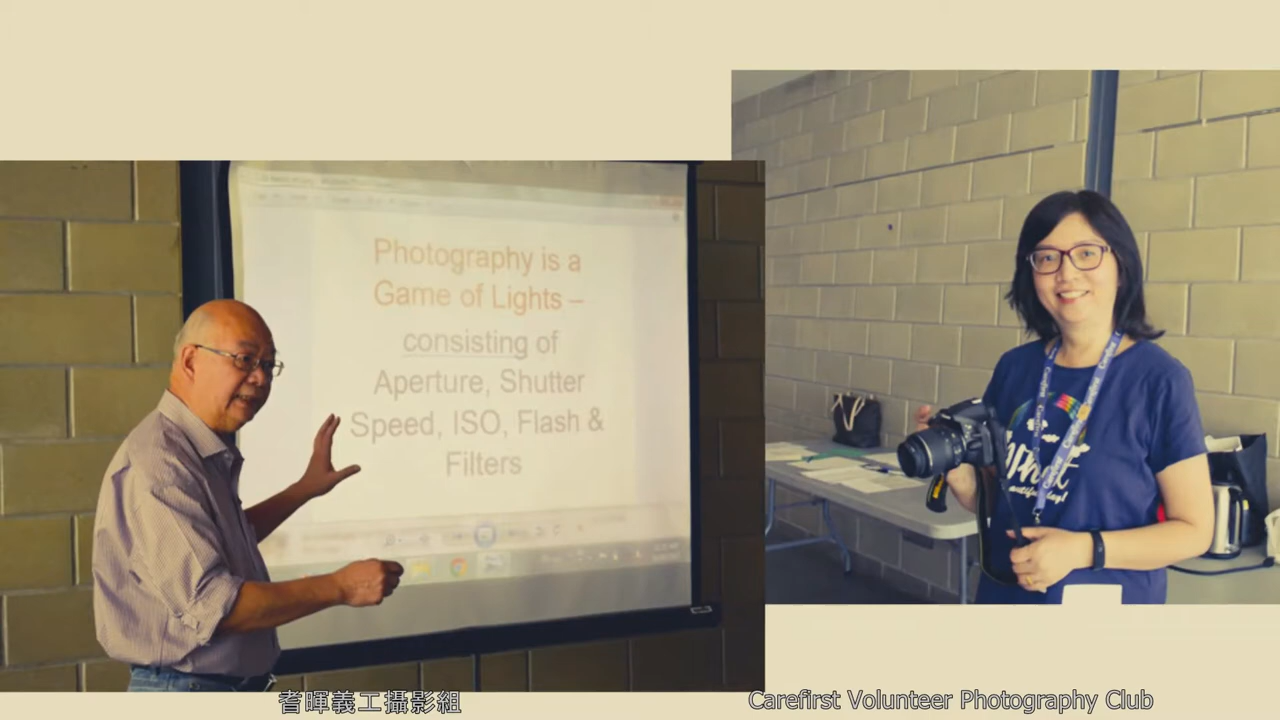 Photography is a
Game of Lights –
consisting of
Aperture, Shutter
Speed, ISO, Flash &
Filters
Carefirst
耆暉義工攝影組
Carefirst Volunteer Photography Club